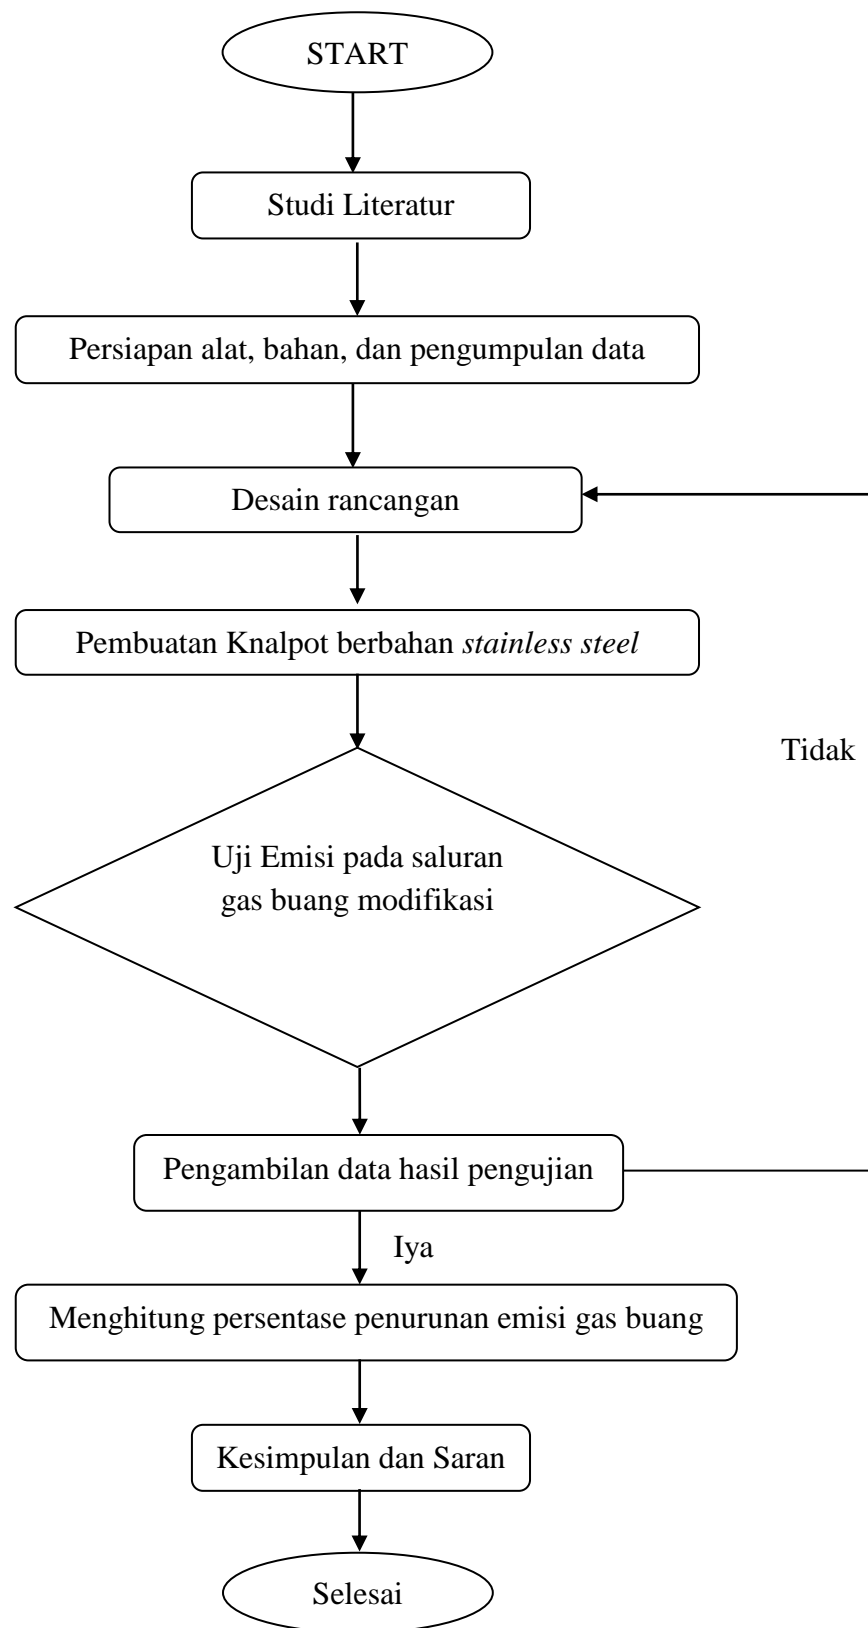 START
Studi Literatur
Persiapan alat, bahan, dan pengumpulan data
Desain rancangan
Pembuatan Knalpot berbahan stainless steel
Tidak
Uji Emisi pada saluran
gas buang modifikasi
Pengambilan data hasil pengujian
Iya
Menghitung persentase penurunan emisi gas buang
Kesimpulan dan Saran
Selesai